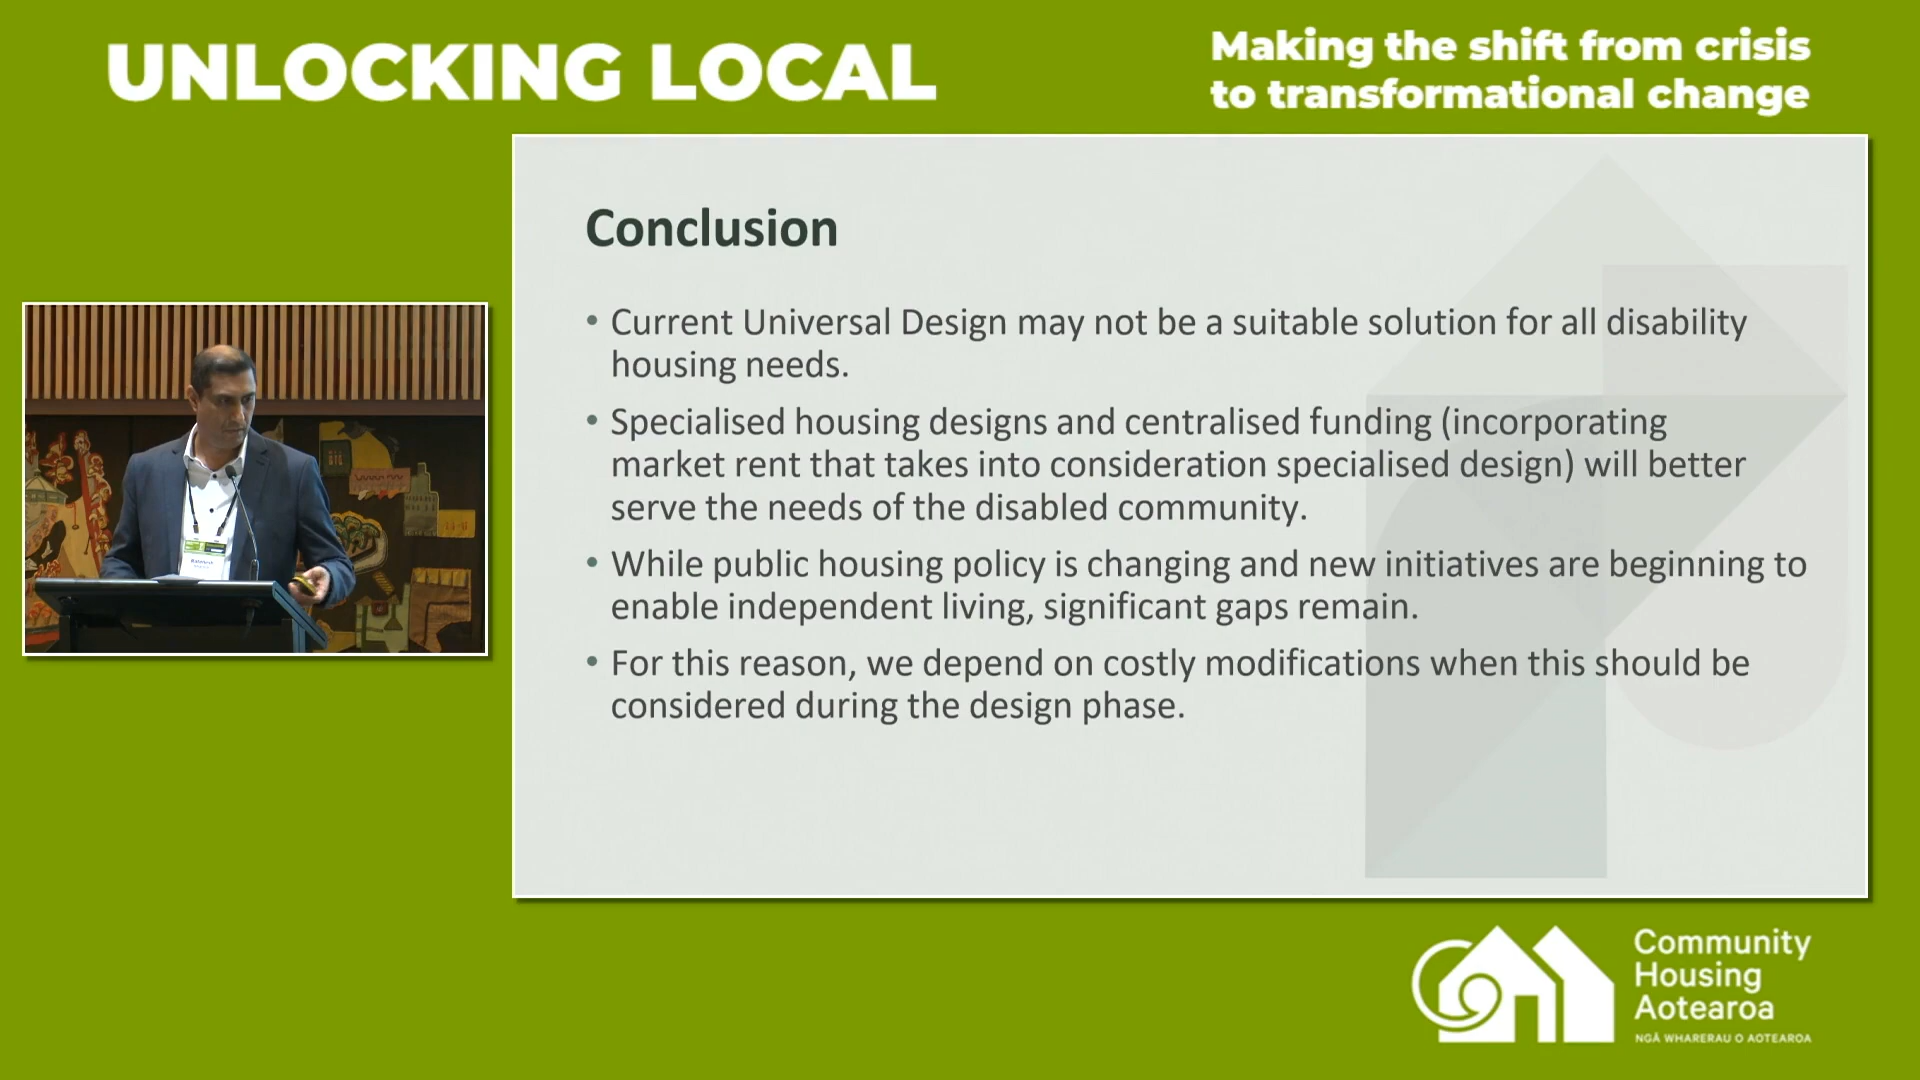 UNLOCKING LOCAL
Making the shift from crisis
to transformational change
Conclusion
• Current Universal Design may not be a suitable solution for all disability
housing needs.
• Specialised housing designs and centralised funding (incorporating
market rent that takes into consideration specialised design) will better
serve the needs of the disabled community.
• While public housing policy is changing and new initiatives are beginning to
enable independent living, significant gaps remain.
• For this reason, we depend on costly modifications when this should be
considered during the design phase.
Community
Housing
Aotearoa
NGĀ WHARERAU O AOTEAROA